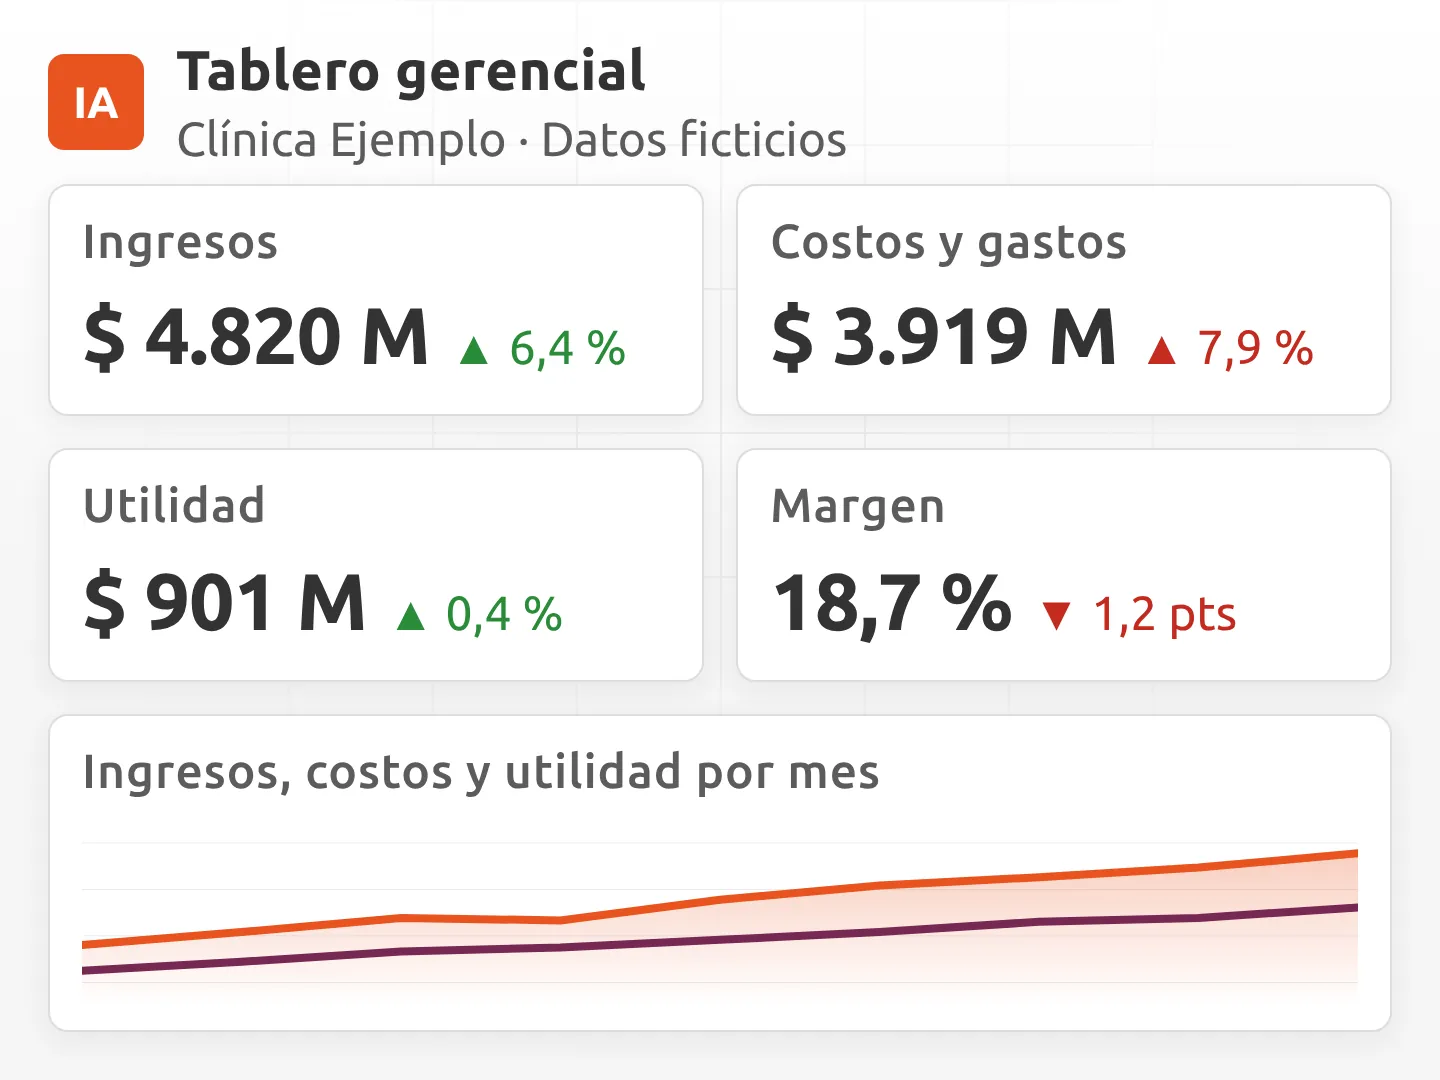 IA
Tablero gerencial
Clínica Ejemplo · Datos ficticios
Ingresos
$ 4.820 M ▲ 6,4 %
Costos y gastos
$ 3.919 M ▲ 7,9 %
Utilidad
$ 901 M ▲ 0,4 %
Margen
18,7 % ▼ 1,2 pts
Ingresos, costos y utilidad por mes